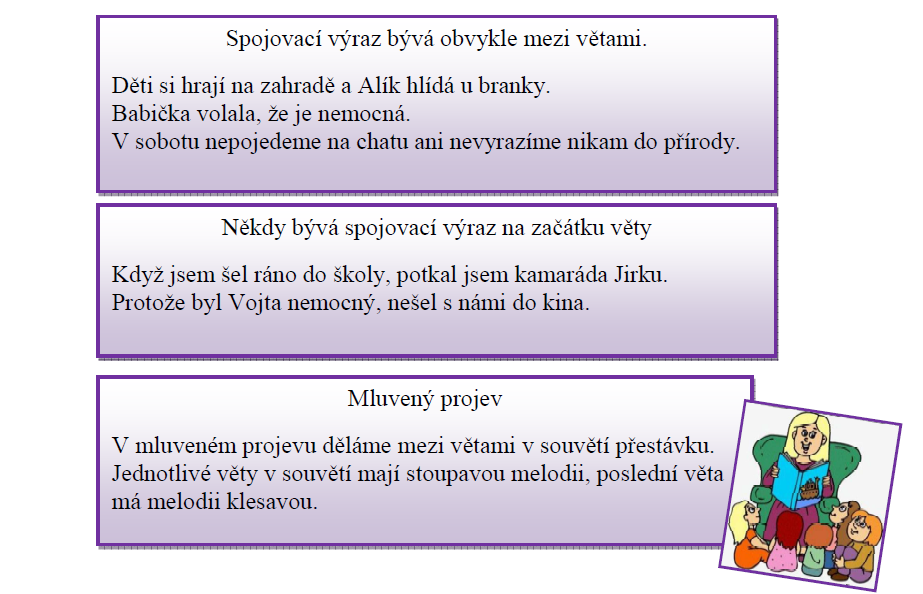 Spojovací výraz bývá obvykle mezi větami.
Děti si hrají na zahradě a Alík hlídá u branky.
Babička volala, že je nemocná.
V sobotu nepojedeme na chatu ani nevyrazíme nikam do přírody.
Někdy bývá spojovací výraz na začátku věty
Když jsem šel ráno do školy, potkal jsem kamaráda Jirku.
Protože byl Vojta nemocný, nešel s námi do kina.
Mluvený projev
V mluveném projevu děláme mezi větami v souvětí přestávku.
Jednotlivé věty v souvětí mají stoupavou melodii, poslední věta
má melodii klesavou.